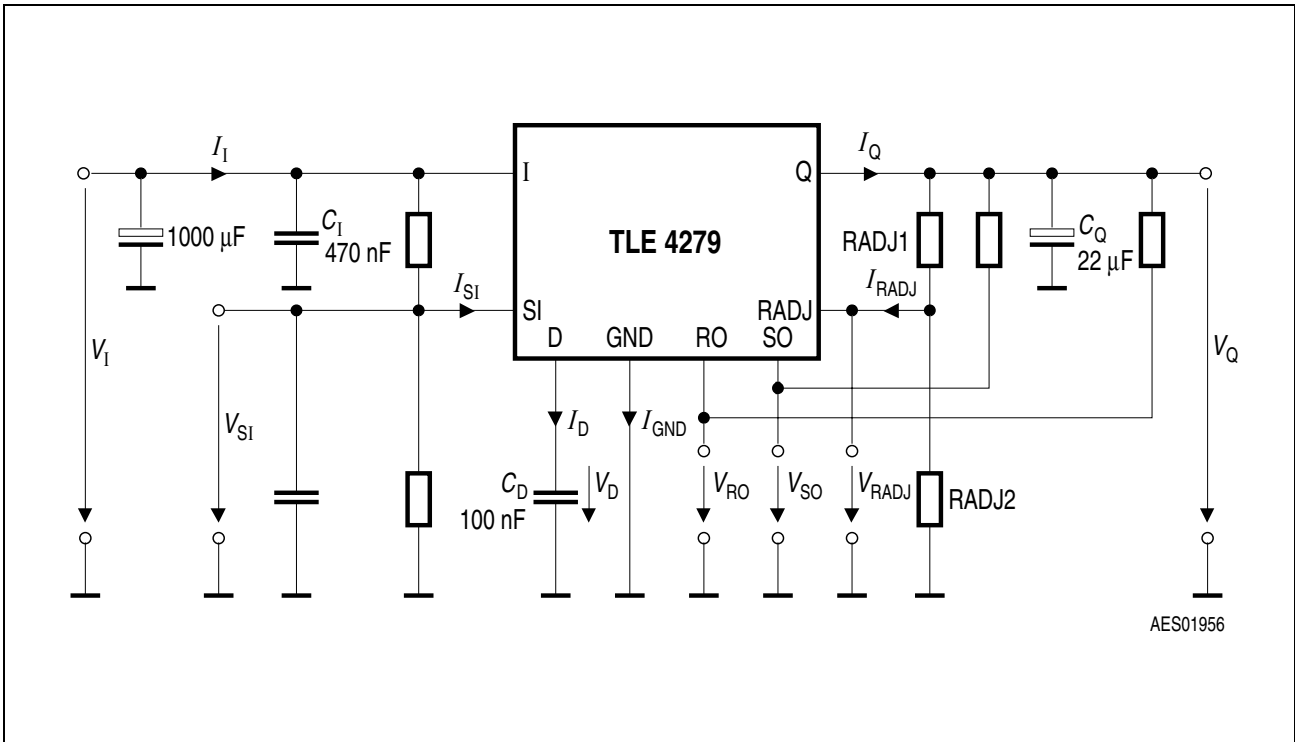 I_I
I_Q
I
Q
1000 µF
C_I
470 nF
TLE 4279
RADJ1
C_Q
22 µF
I_SI
SI
RADJ
I_RADJ
D
GND
RO
SO
V_I
V_SI
V_Q
I_D
I_GND
C_D
100 nF
V_D
V_RO
V_SO
V_RADJ
RADJ2
AES01956